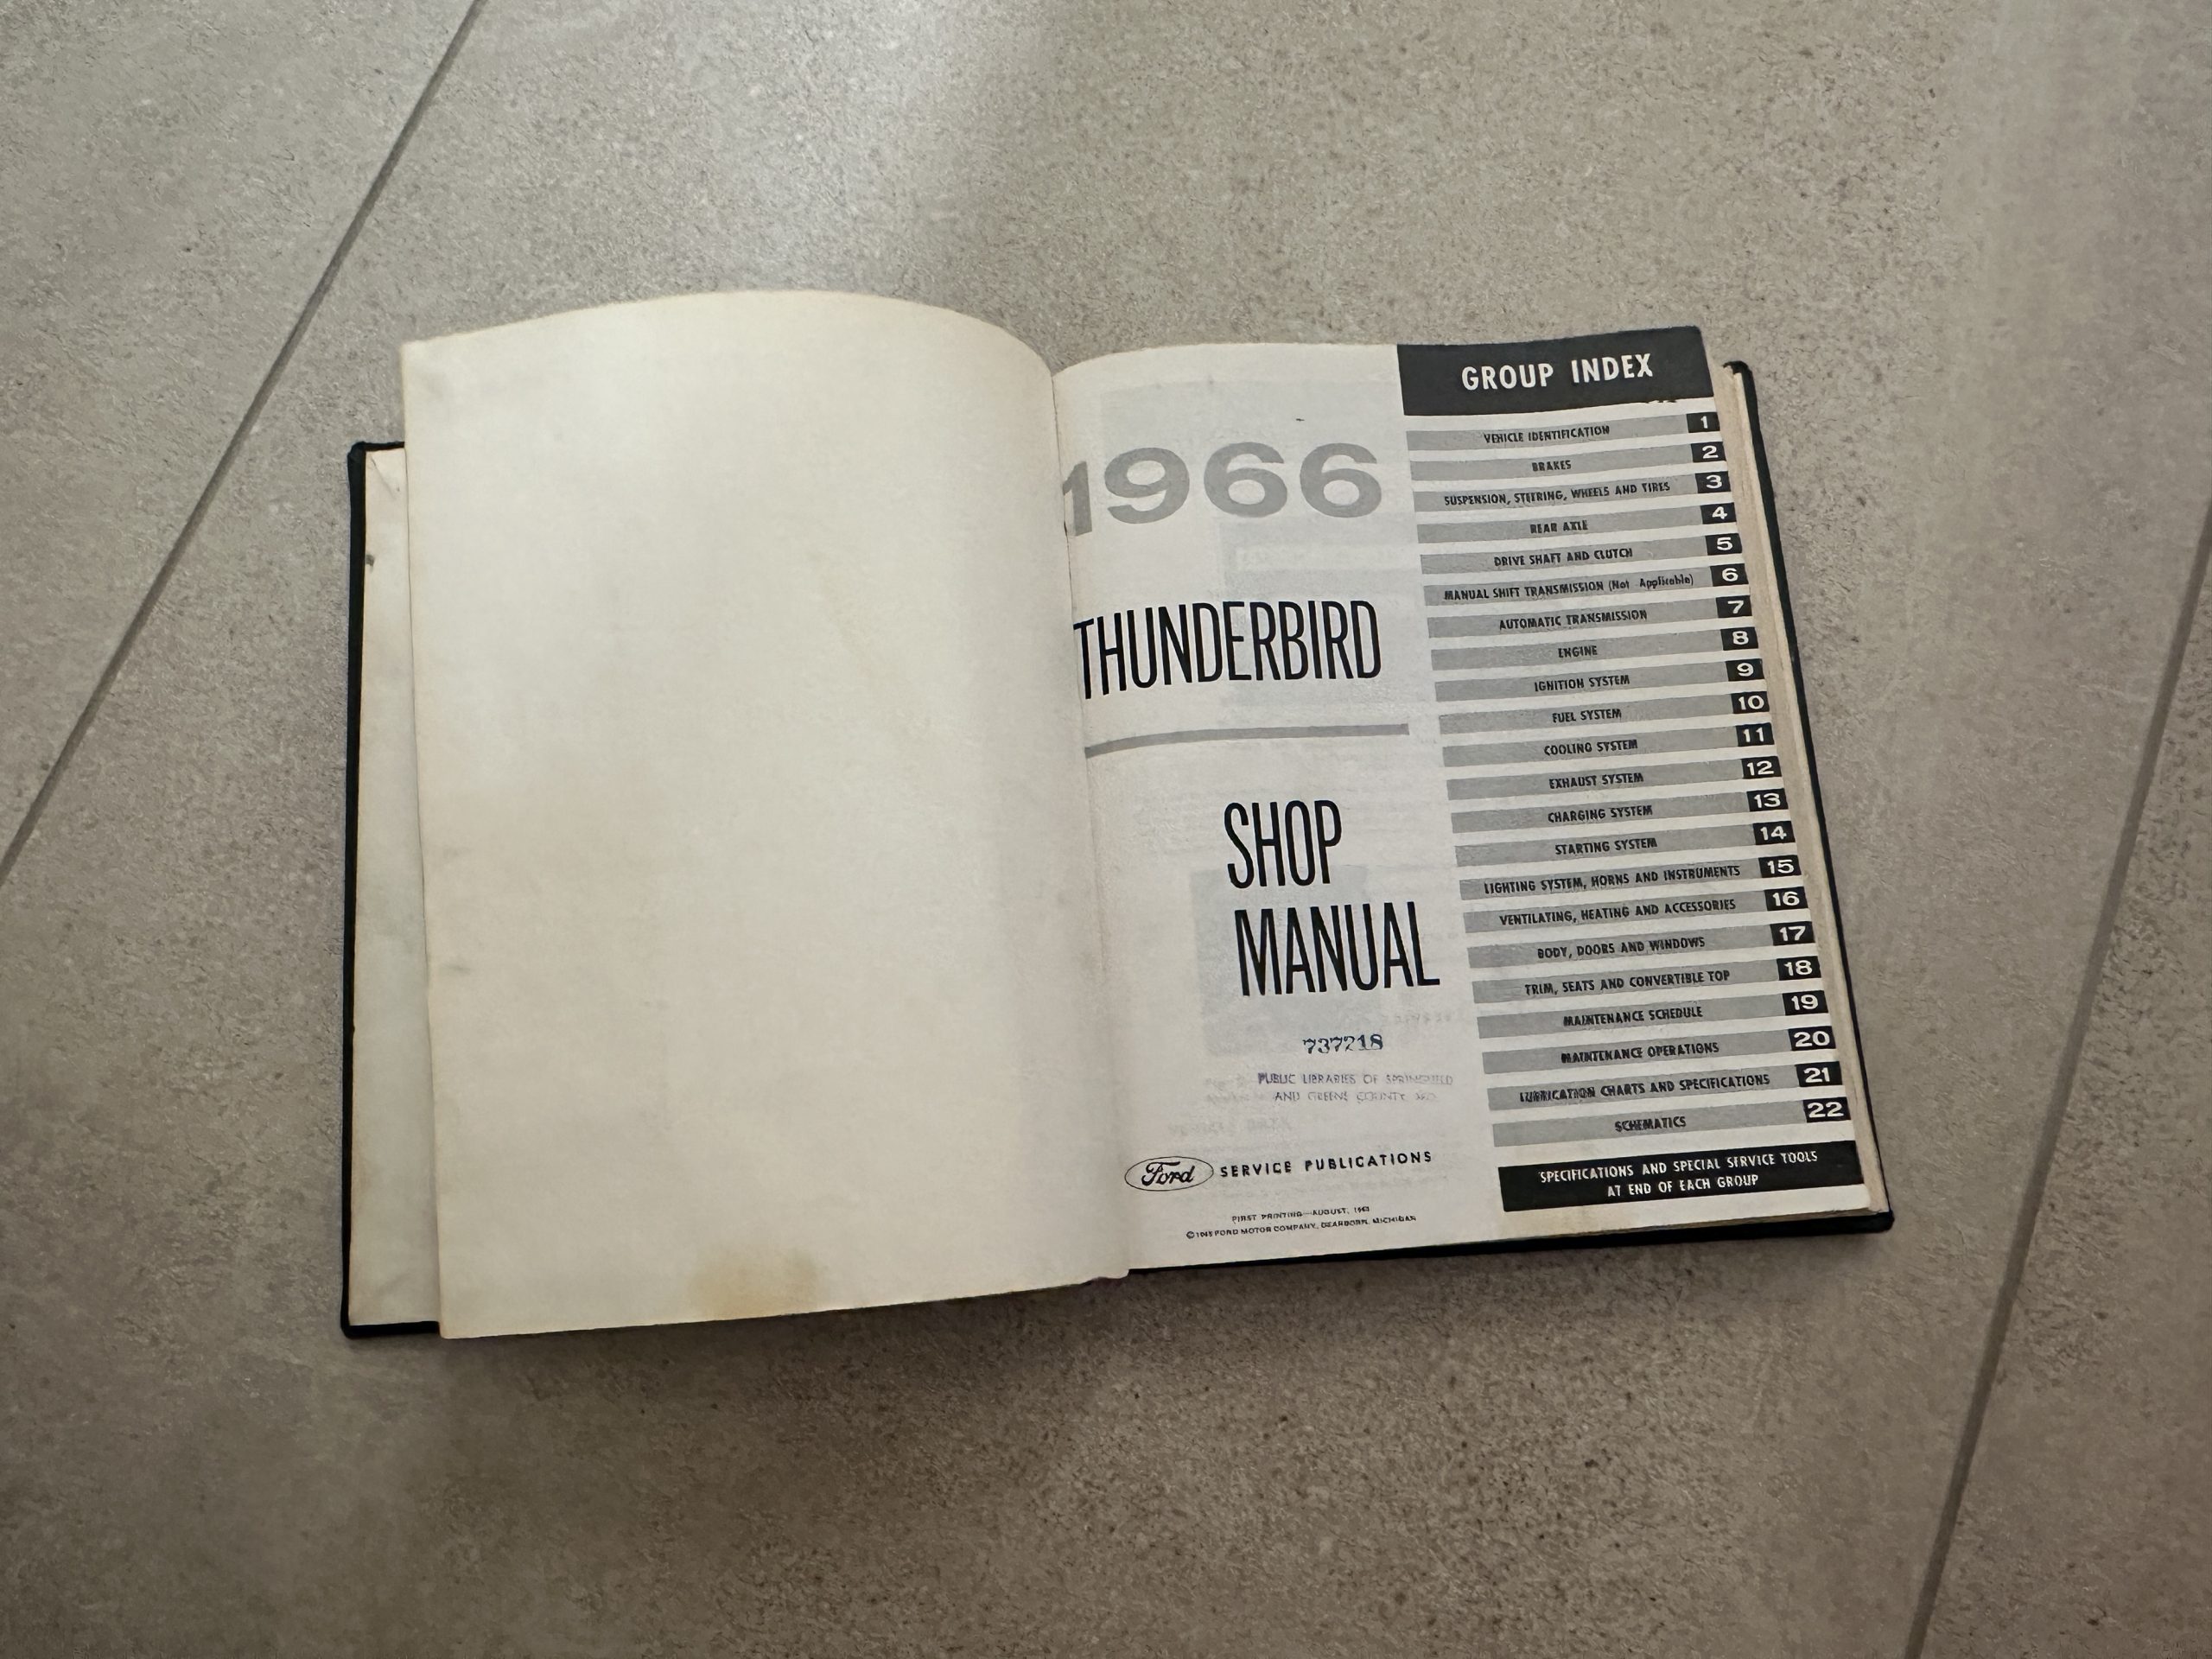 1966
THUNDERBIRD
SHOP
MANUAL
737218
PUBLIC LIBRARIES OF SPRINGFIELD
AND GREENE COUNTY
Ford SERVICE PUBLICATIONS
FIRST PRINTING—AUGUST,
FORD MOTOR COMPANY, DEARBORN, MICHIGAN
GROUP INDEX
VEHICLE IDENTIFICATION 1
BRAKES 2
SUSPENSION, STEERING, WHEELS AND TIRES 3
REAR AXLE 4
DRIVE SHAFT AND CLUTCH 5
MANUAL SHIFT TRANSMISSION (Not Applicable) 6
AUTOMATIC TRANSMISSION 7
ENGINE 8
IGNITION SYSTEM 9
FUEL SYSTEM 10
COOLING SYSTEM 11
EXHAUST SYSTEM 12
CHARGING SYSTEM 13
STARTING SYSTEM 14
LIGHTING SYSTEM, HORNS AND INSTRUMENTS 15
VENTILATING, HEATING AND ACCESSORIES 16
BODY, DOORS AND WINDOWS 17
TRIM, SEATS AND CONVERTIBLE TOP 18
MAINTENANCE SCHEDULE 19
MAINTENANCE OPERATIONS 20
LUBRICATION CHARTS AND SPECIFICATIONS 21
SCHEMATICS 22
SPECIFICATIONS AND SPECIAL SERVICE TOOLS
AT END OF EACH GROUP